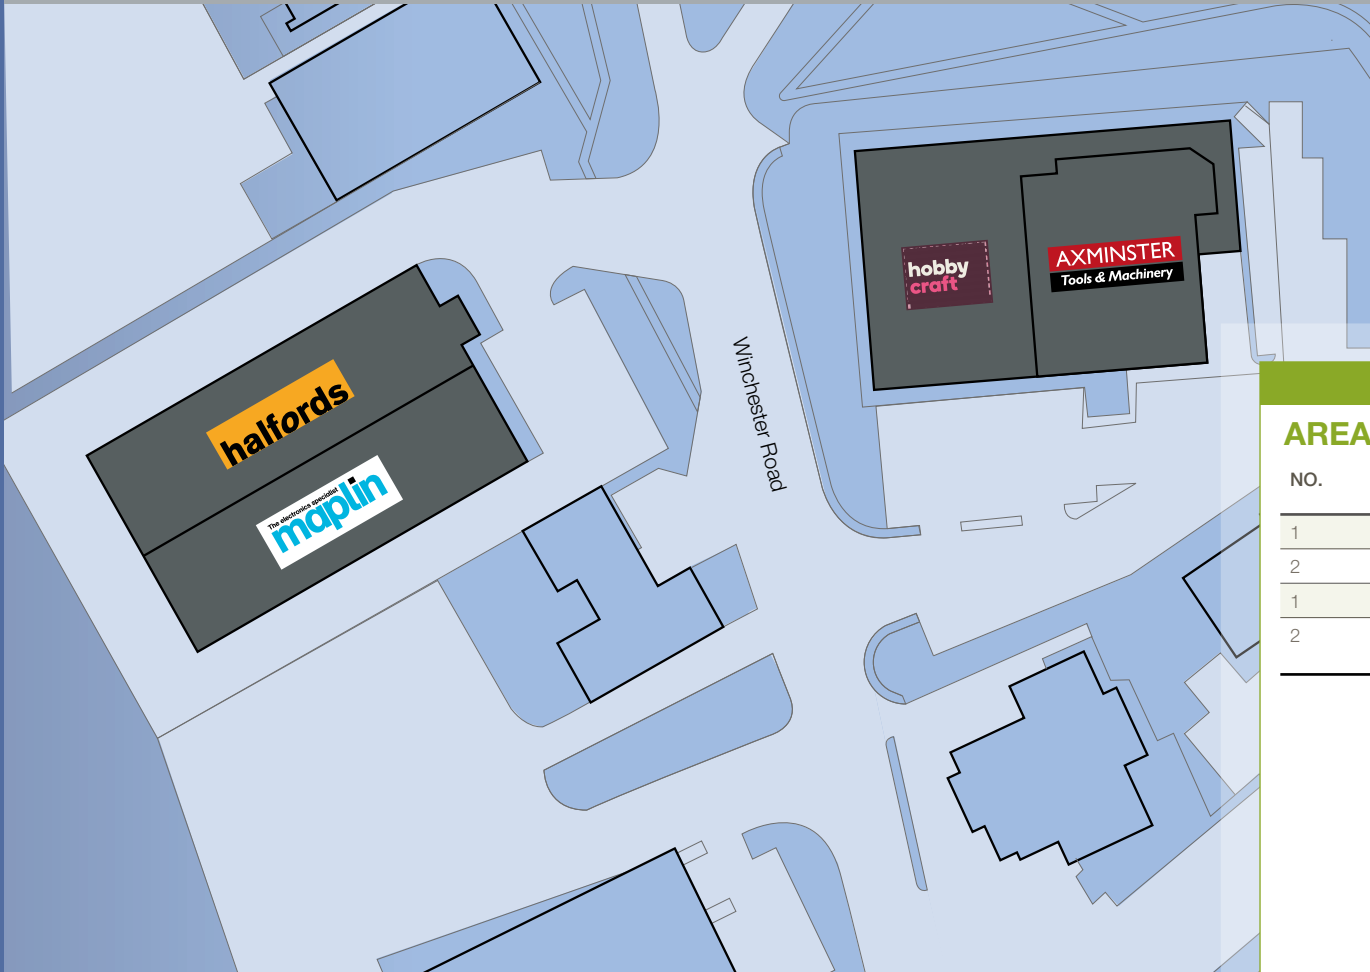 hobby
craft
AXMINSTER
Tools & Machinery
Winchester Road
halfords
The electronics specialist
maplin
AREA
NO.
1
2
1
2